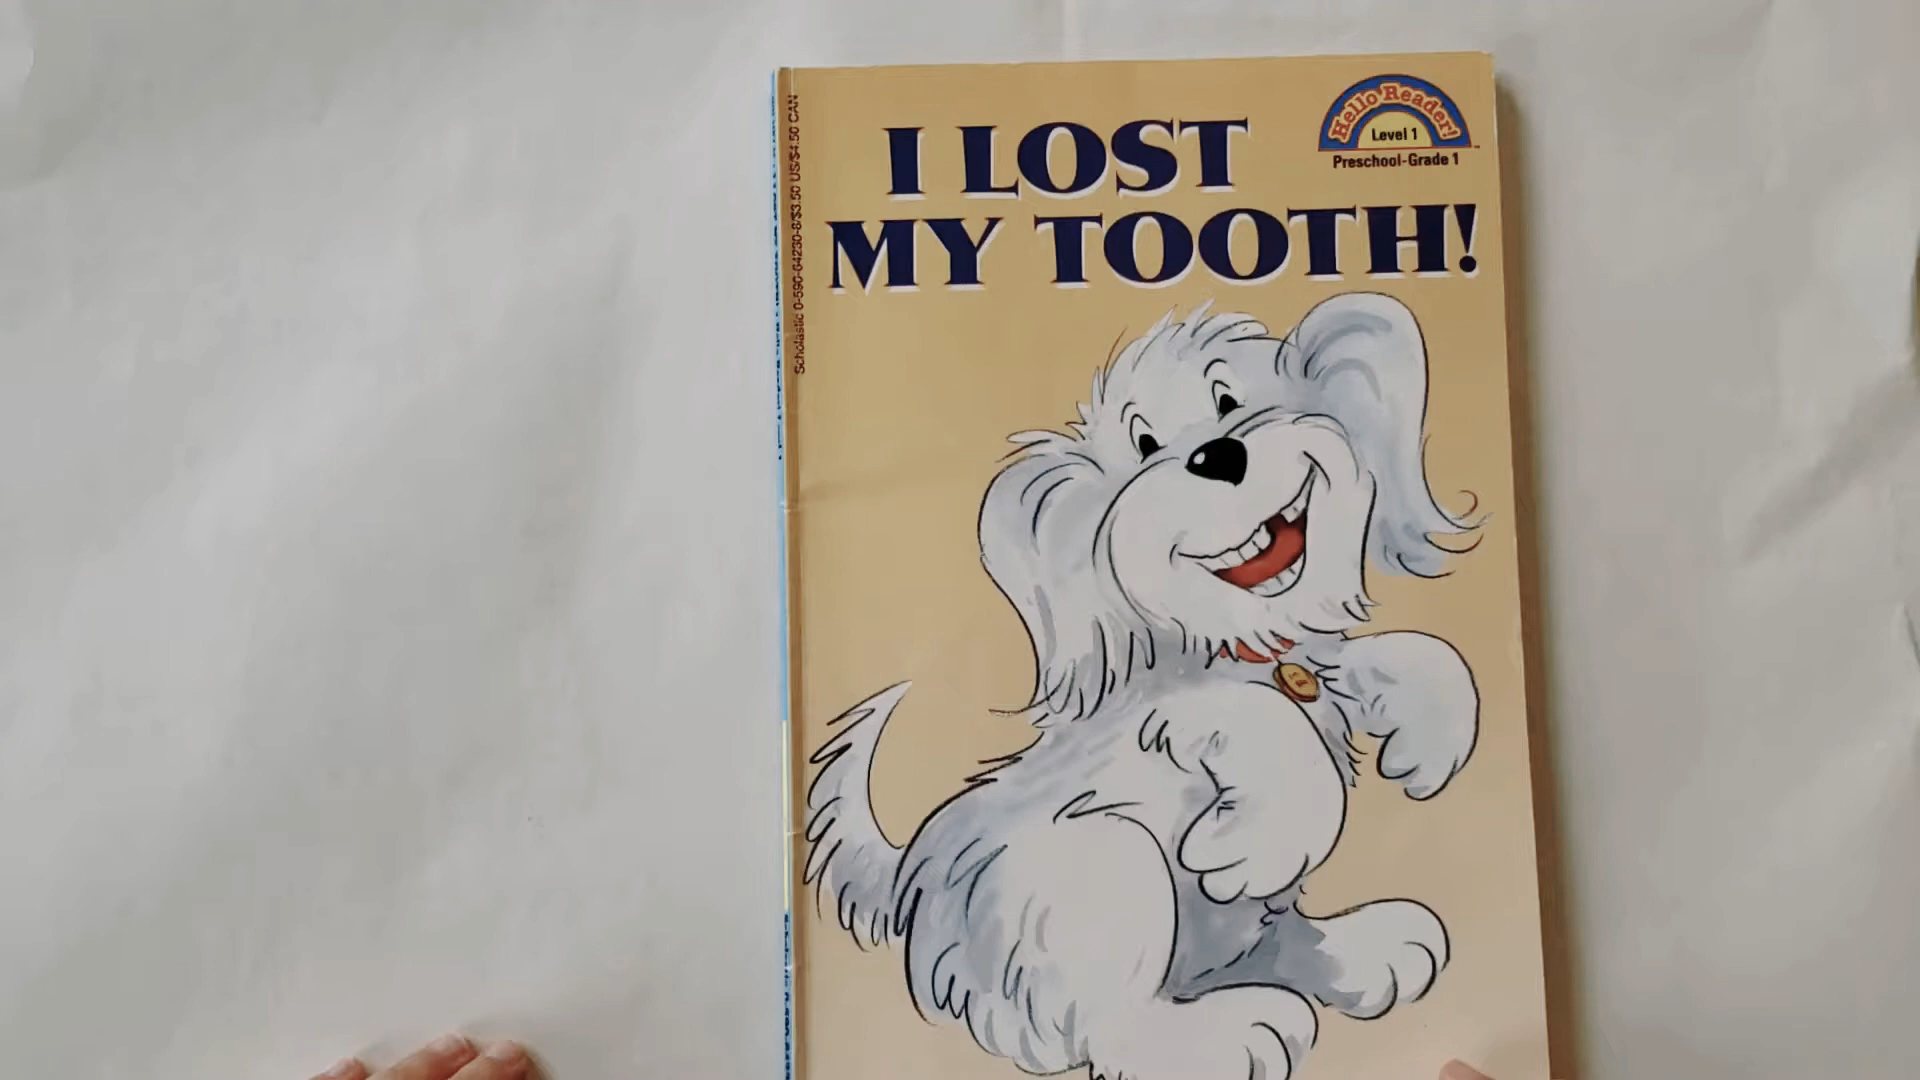 I LOST
MY TOOTH!
Hello Reader!
Level 1
Preschool-Grade 1
Scholastic 0-590-64230-8/$3.50 US/$4.50 CAN